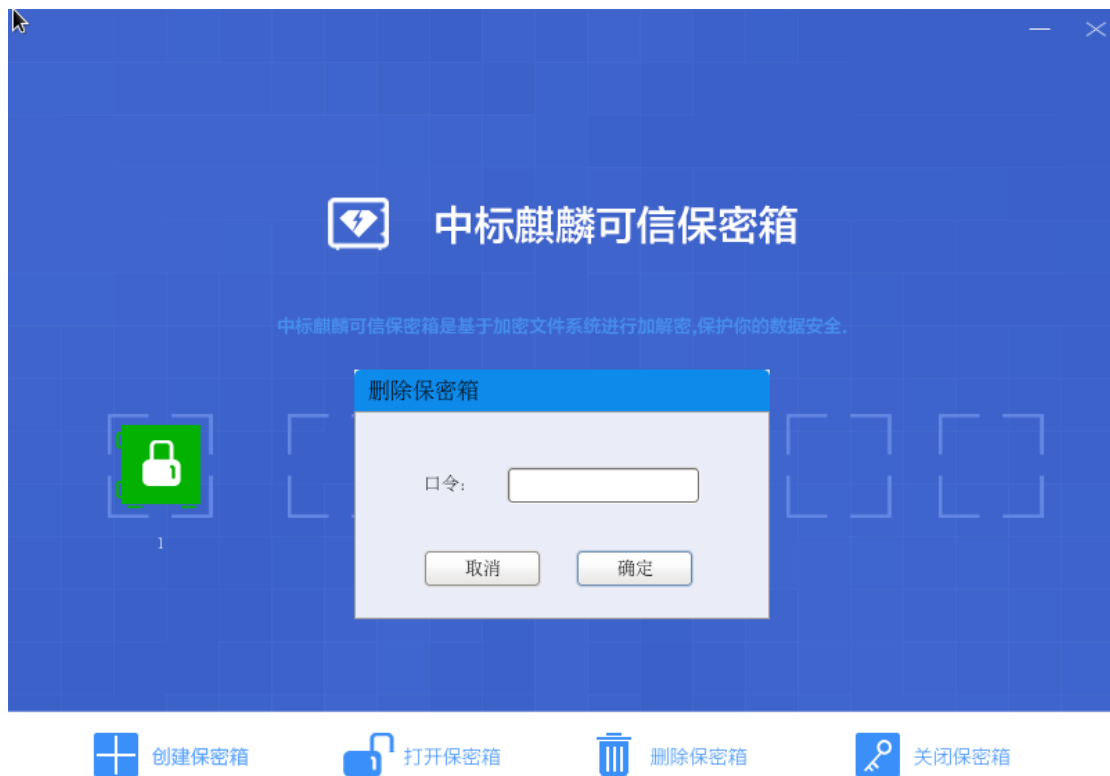 中标麒麟可信保密箱
中标麒麟可信保密箱是基于加密文件系统进行加解密,保护你的数据安全.
删除保密箱
口令:
1
取消
确定
创建保密箱
打开保密箱
删除保密箱
关闭保密箱